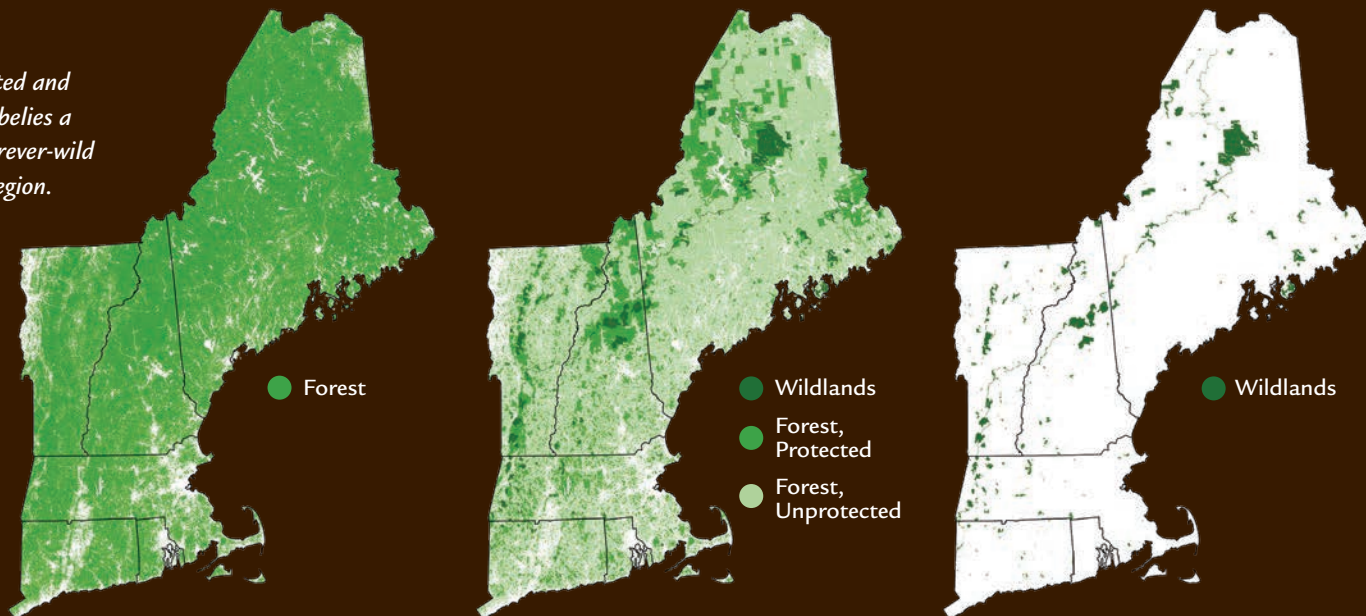 ted and
belies a
rever-wild
egion.
Forest
Wildlands
Forest,
Protected
Forest,
Unprotected
Wildlands